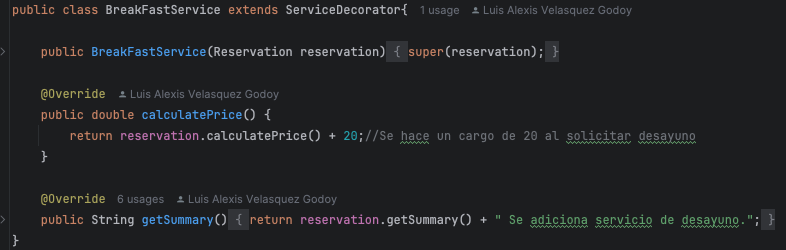 public class BreakFastService extends ServiceDecorator{ 1 usage Luis Alexis Velasquez Godoy
public BreakFastService(Reservation reservation) { super(reservation); }
@Override Luis Alexis Velasquez Godoy
public double calculatePrice() {
return reservation.calculatePrice() + 20;//Se hace un cargo de 20 al solicitar desayuno
}
@Override 6 usages Luis Alexis Velasquez Godoy
public String getSummary() { return reservation.getSummary() + " Se adiciona servicio de desayuno."; }
}